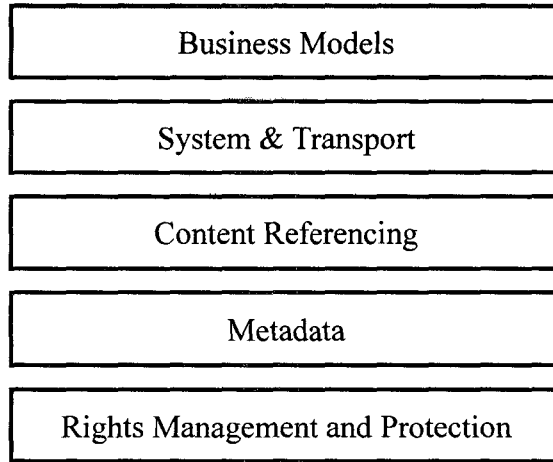 Business Models
System & Transport
Content Referencing
Metadata
Rights Management and Protection